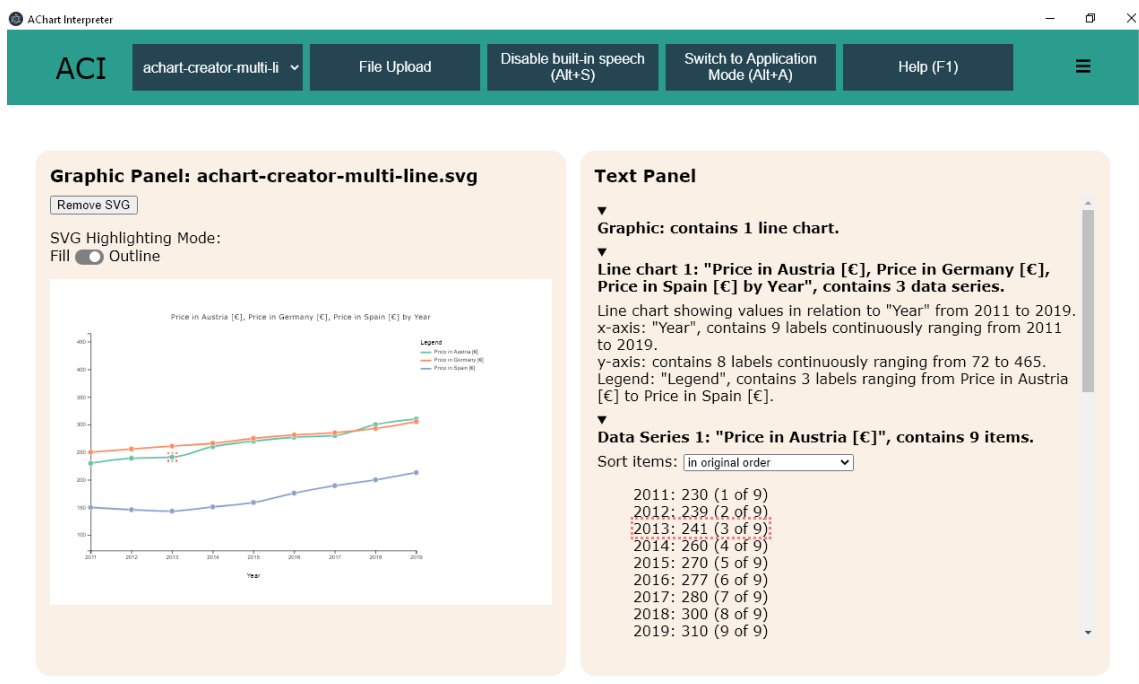 AChart Interpreter
ACI
achart-creator-multi-li
File Upload
Disable built-in speech
(Alt+S)
Switch to Application
Mode (Alt+A)
Help (F1)
Graphic Panel: achart-creator-multi-line.svg
Remove SVG
SVG Highlighting Mode:
Fill Outline
Price in Austria [€], Price in Germany [€], Price in Spain [€] by Year
Legend
Price in Austria [€]
Price in Germany [€]
Price in Spain [€]
450
400
350
300
250
200
150
100
2011 2012 2013 2014 2015 2016 2017 2018 2019
Year
Text Panel
Graphic: contains 1 line chart.
Line chart 1: "Price in Austria [€], Price in Germany [€],
Price in Spain [€] by Year", contains 3 data series.
Line chart showing values in relation to "Year" from 2011 to 2019.
x-axis: "Year", contains 9 labels continuously ranging from 2011
to 2019.
y-axis: contains 8 labels continuously ranging from 72 to 465.
Legend: "Legend", contains 3 labels ranging from Price in Austria
[€] to Price in Spain [€].
Data Series 1: "Price in Austria [€]", contains 9 items.
Sort items: in original order
2011: 230 (1 of 9)
2012: 239 (2 of 9)
2013: 241 (3 of 9)
2014: 260 (4 of 9)
2015: 270 (5 of 9)
2016: 277 (6 of 9)
2017: 280 (7 of 9)
2018: 300 (8 of 9)
2019: 310 (9 of 9)